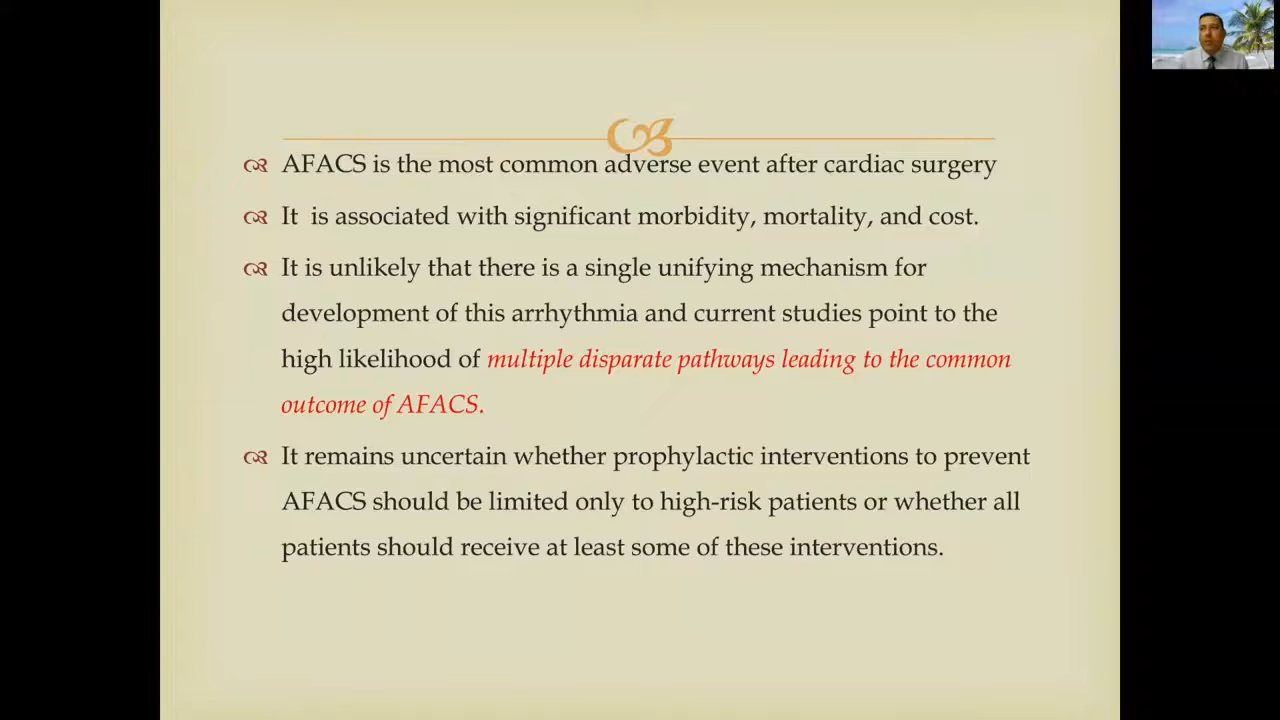 AFACS is the most common adverse event after cardiac surgery
It is associated with significant morbidity, mortality, and cost.
It is unlikely that there is a single unifying mechanism for
development of this arrhythmia and current studies point to the
high likelihood of multiple disparate pathways leading to the common
outcome of AFACS.
It remains uncertain whether prophylactic interventions to prevent
AFACS should be limited only to high-risk patients or whether all
patients should receive at least some of these interventions.